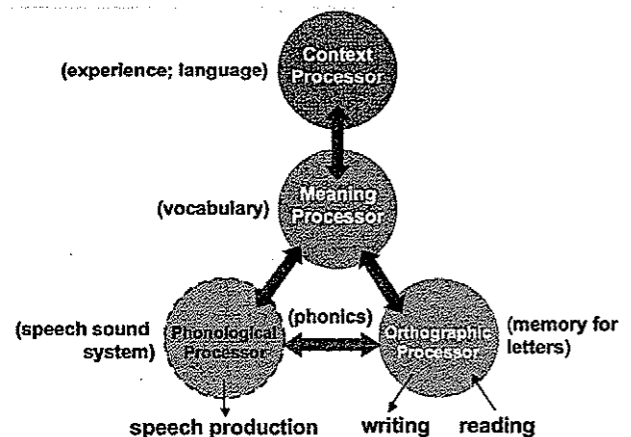 Context
Processor
(experience; language)
Meaning
Processor
(vocabulary)
(phonics)
(speech sound
system)
Phonological
Processor
Orthographic
Processor
(memory for
letters)
speech production
writing
reading